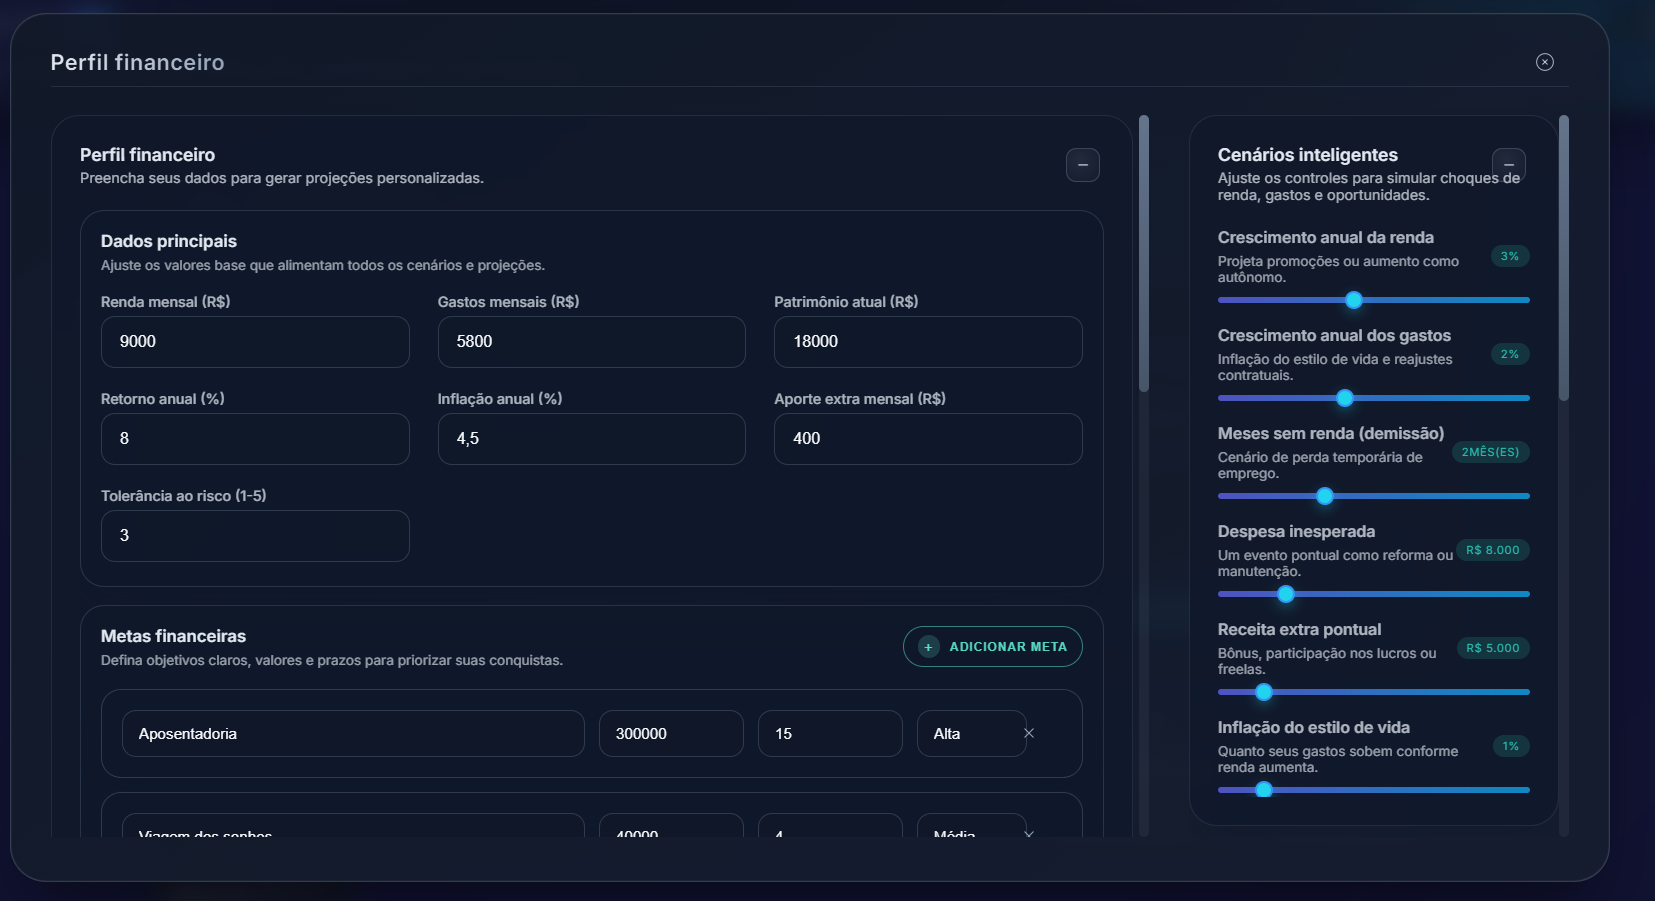 Perfil financeiro
Perfil financeiro
Preencha seus dados para gerar projeções personalizadas.
Dados principais
Ajuste os valores base que alimentam todos os cenários e projeções.
Renda mensal (R$)
Gastos mensais (R$)
Patrimônio atual (R$)
9000
5800
18000
Retorno anual (%)
Inflação anual (%)
Aporte extra mensal (R$)
8
4,5
400
Tolerância ao risco (1-5)
3
Metas financeiras
Defina objetivos claros, valores e prazos para priorizar suas conquistas.
+ ADICIONAR META
Aposentadoria
300000
15
Alta
Viagem dos sonhos
40000
4
Média
Cenários inteligentes
Ajuste os controles para simular choques de
renda, gastos e oportunidades.
Crescimento anual da renda
Projeta promoções ou aumento como
autônomo.
3%
Crescimento anual dos gastos
Inflação do estilo de vida e reajustes
contratuais.
2%
Meses sem renda (demissão)
Cenário de perda temporária de
emprego.
2MÊS(ES)
Despesa inesperada
Um evento pontual como reforma ou
manutenção.
R$ 8.000
Receita extra pontual
Bônus, participação nos lucros ou
freelas.
R$ 5.000
Inflação do estilo de vida
Quanto seus gastos sobem conforme
renda aumenta.
1%